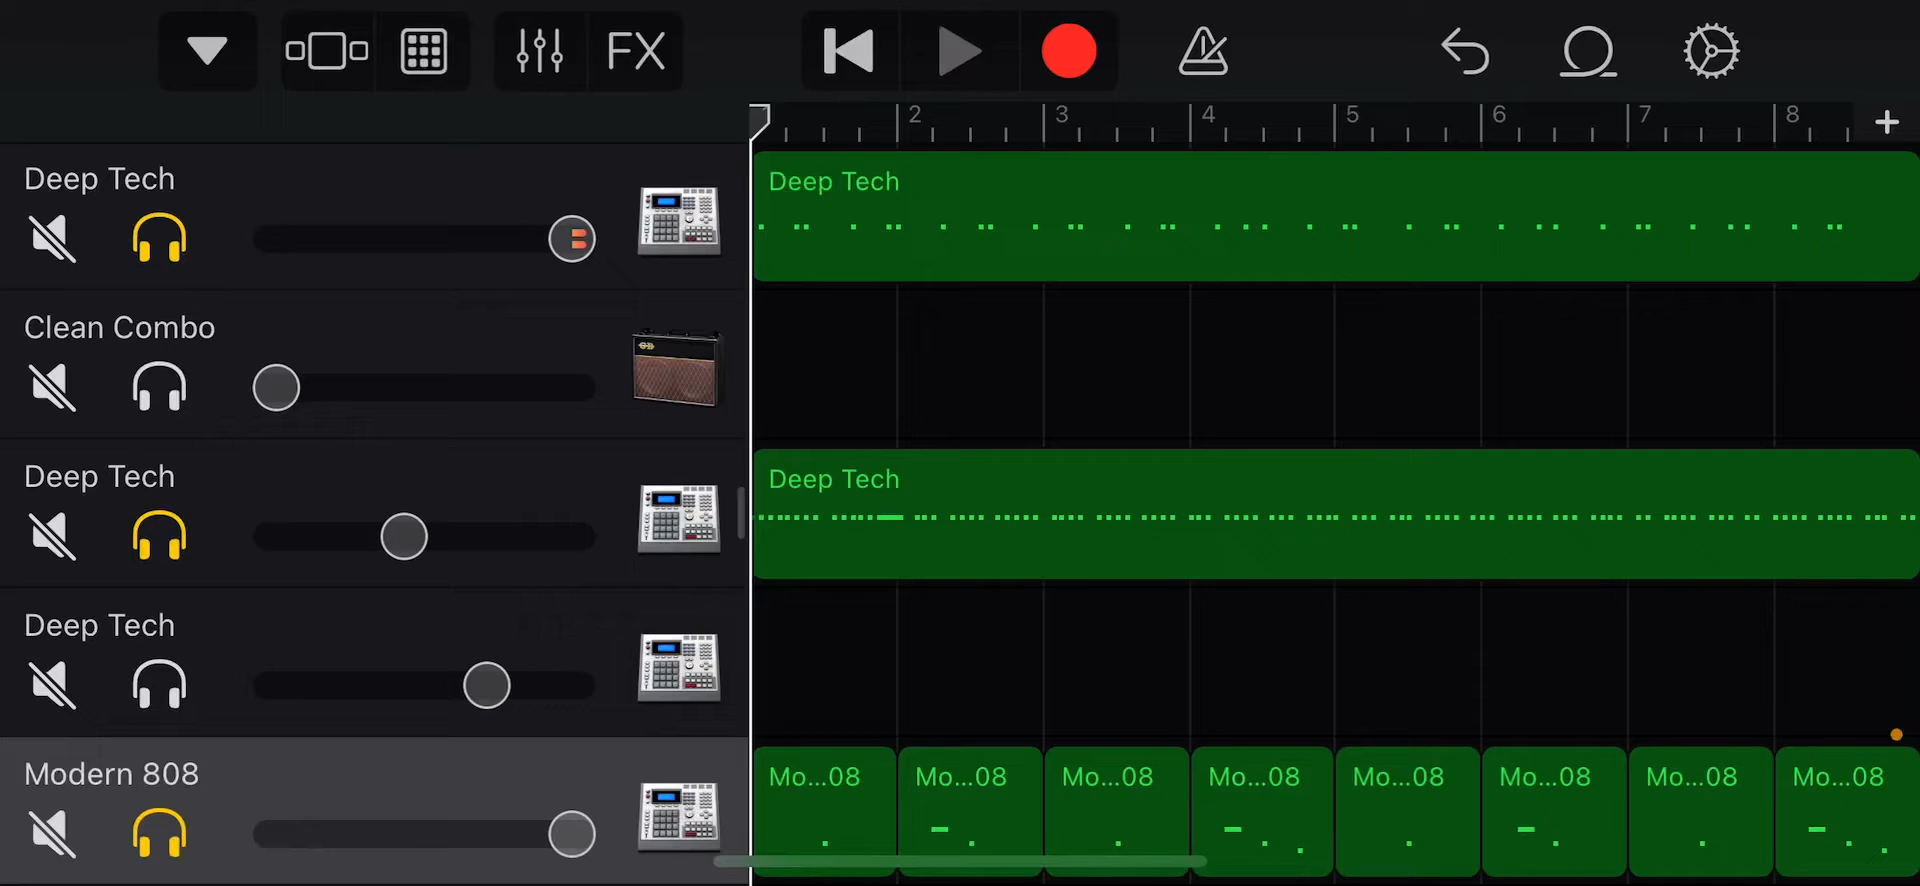 FX
2 3 4 5 6 7 8 +
Deep Tech
Deep Tech
Clean Combo
Deep Tech
Deep Tech
Deep Tech
Modern 808
Mo...08 Mo...08 Mo...08 Mo...08 Mo...08 Mo...08 Mo...08 Mo...08